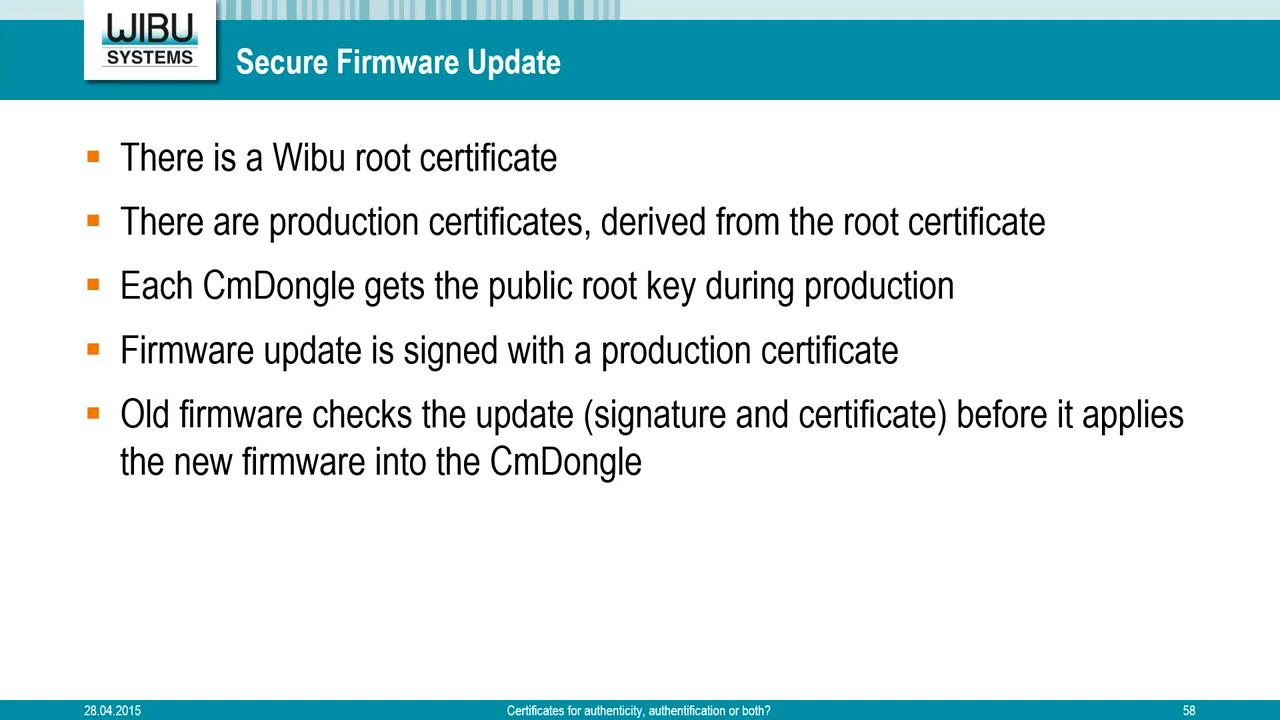 WIBU
SYSTEMS
Secure Firmware Update
There is a Wibu root certificate
There are production certificates, derived from the root certificate
Each CmDongle gets the public root key during production
Firmware update is signed with a production certificate
Old firmware checks the update (signature and certificate) before it applies
the new firmware into the CmDongle
28.04.2015
Certificates for authenticity, authentification or both?
58